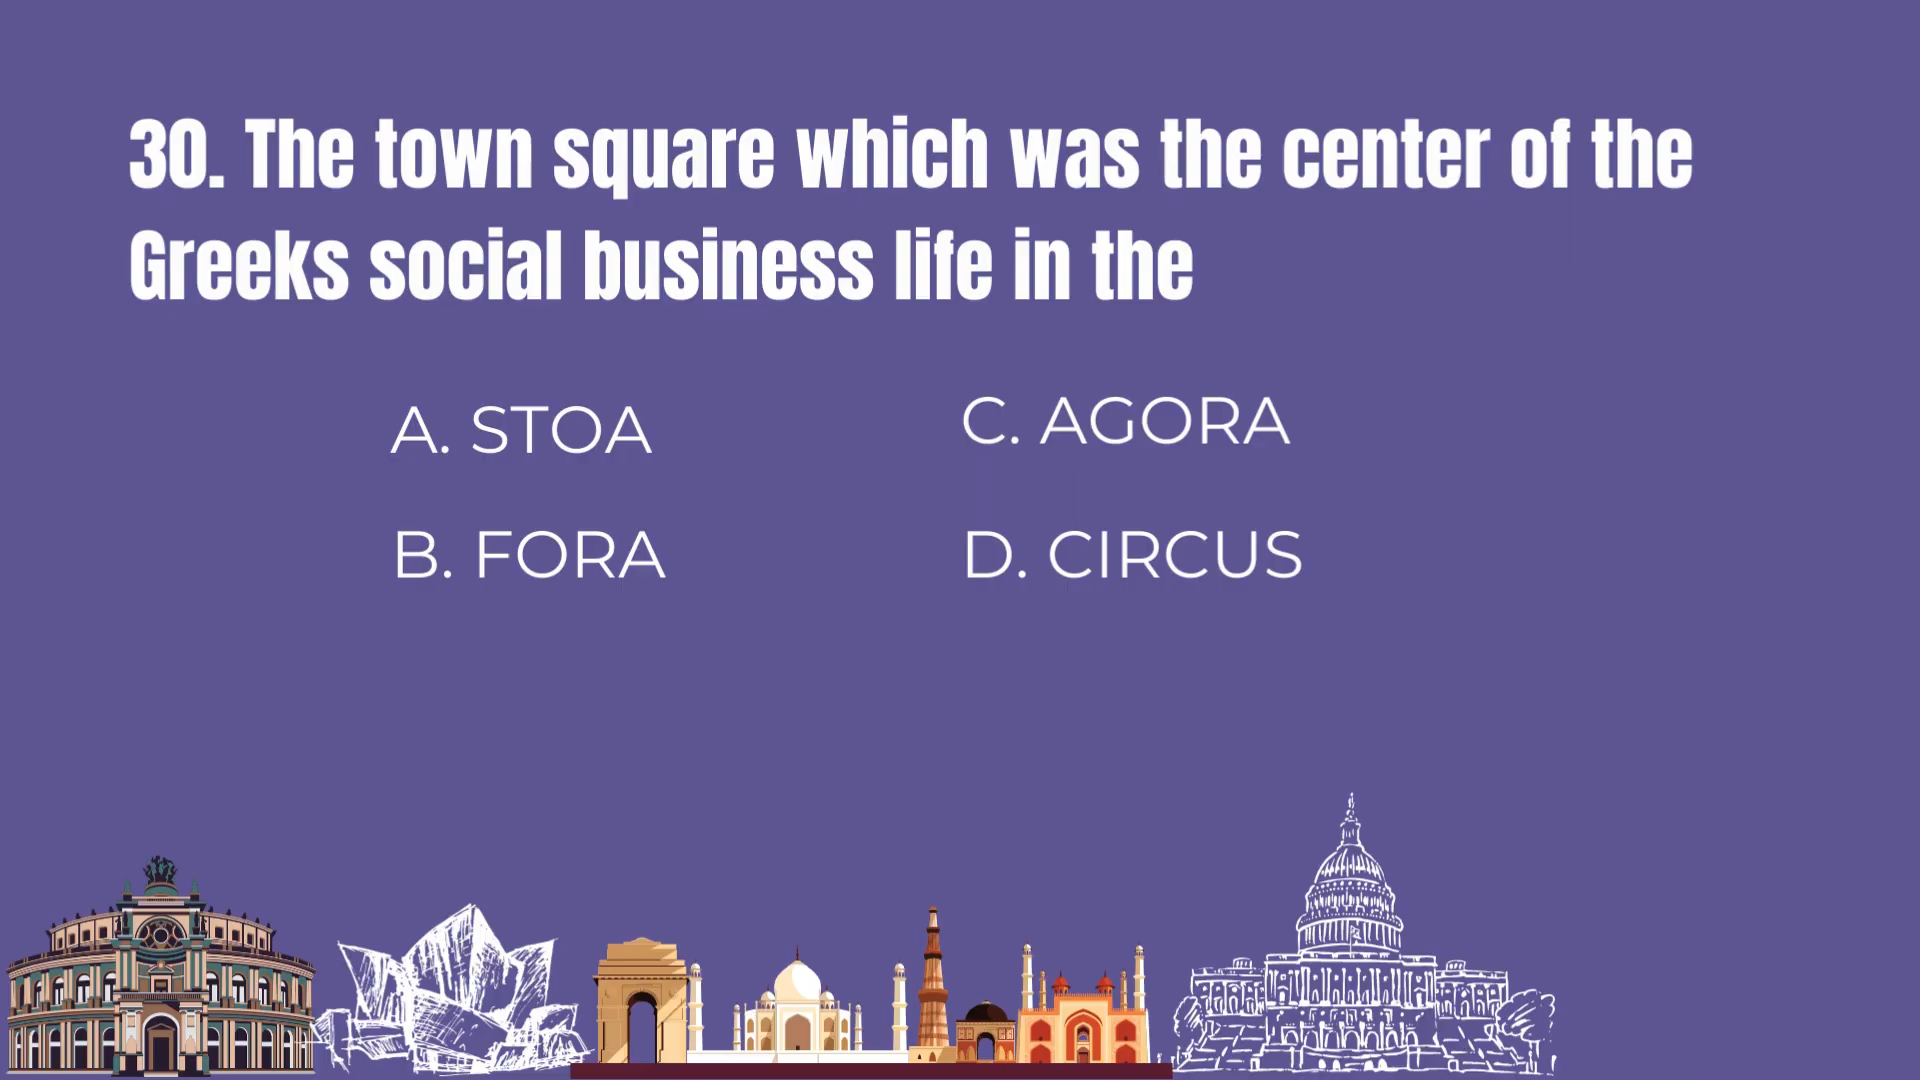 30. The town square which was the center of the
Greeks social business life in the
A. STOA
B. FORA
C. AGORA
D. CIRCUS